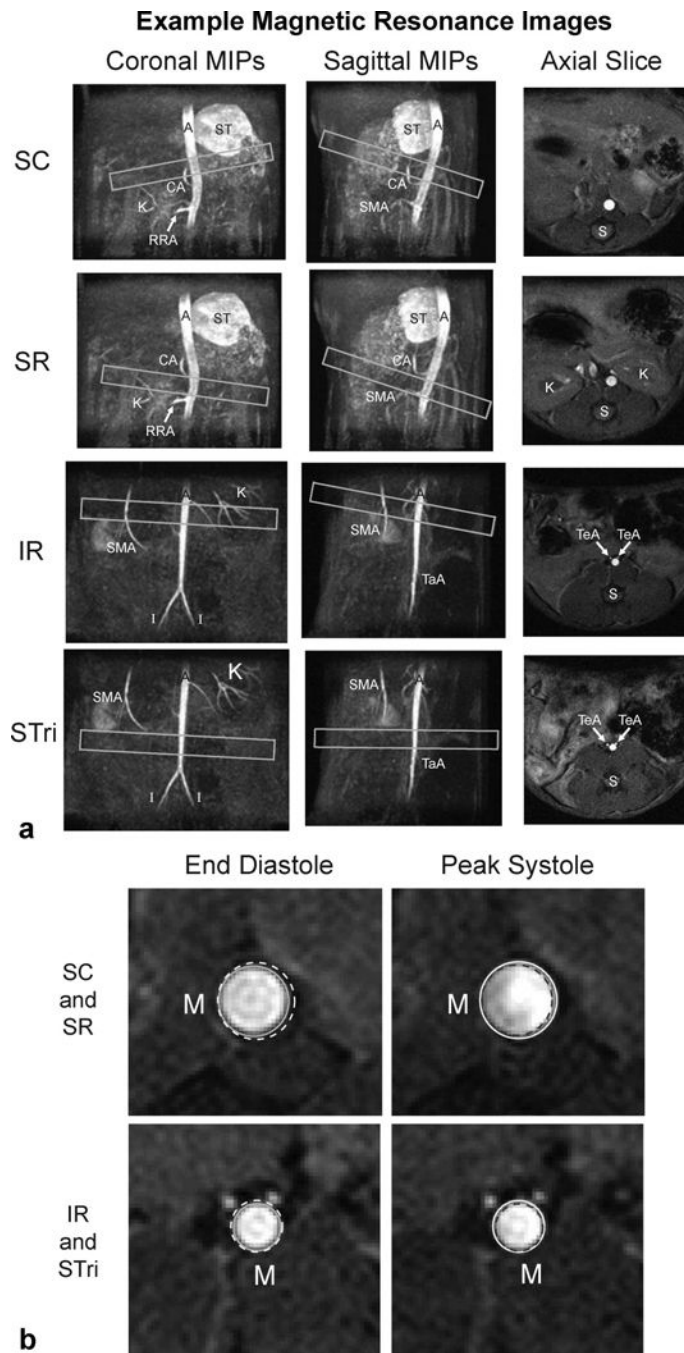 Example Magnetic Resonance Images
Coronal MIPs Sagittal MIPs Axial Slice
SC
A ST
CA
K
RRA
ST A
CA
SMA
S
SR
A ST
CA
K
RRA
A
ST
CA
SMA
K K
S
IR
A K
SMA
I I
A
SMA
TaA
TeA TeA
S
STri
A K
SMA
I I
A
SMA
TaA
TeA TeA
S
a
End Diastole Peak Systole
SC
and
SR
M M
IR
and
STri
M M
b